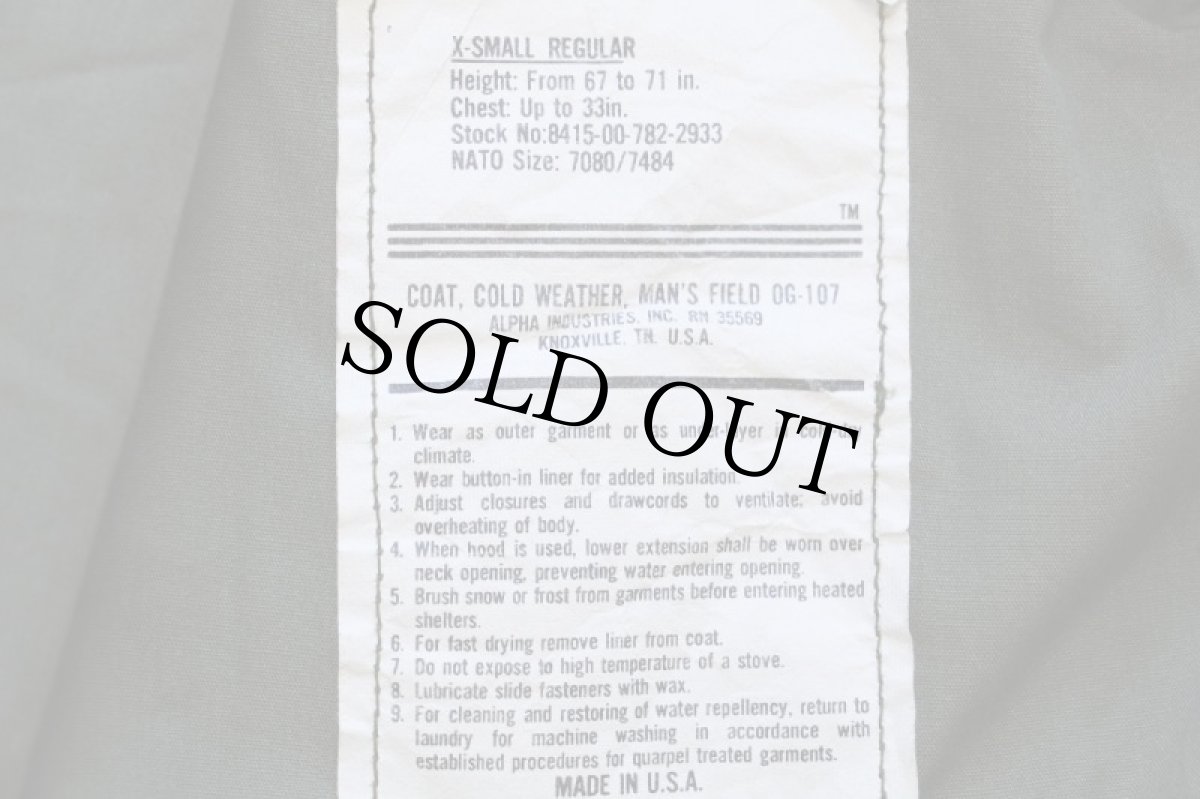 X-SMALL REGULAR
Height: From 67 to 71 in.
Chest: Up to 33in.
Stock No:8415-00-782-2933
NATO Size: 7080/7484
TM
COAT, COLD WEATHER, MAN'S FIELD OG-107
ALPHA INDUSTRIES, INC. RN 35569
KNOXVILLE, TN. U.S.A.
SOLD OUT
1. Wear as outer garment or as under-layer in cold dry
climate.
2. Wear button-in liner for added insulation.
3. Adjust closures and drawcords to ventilate; avoid
overheating of body.
4. When hood is used, lower extension shall be worn over
neck opening, preventing water entering opening.
5. Brush snow or frost from garments before entering heated
shelters.
6. For fast drying remove liner from coat.
7. Do not expose to high temperature of a stove.
8. Lubricate slide fasteners with wax.
9. For cleaning and restoring of water repellency, return to
laundry for machine washing in accordance with
established procedures for quarpel treated garments.
MADE IN U.S.A.